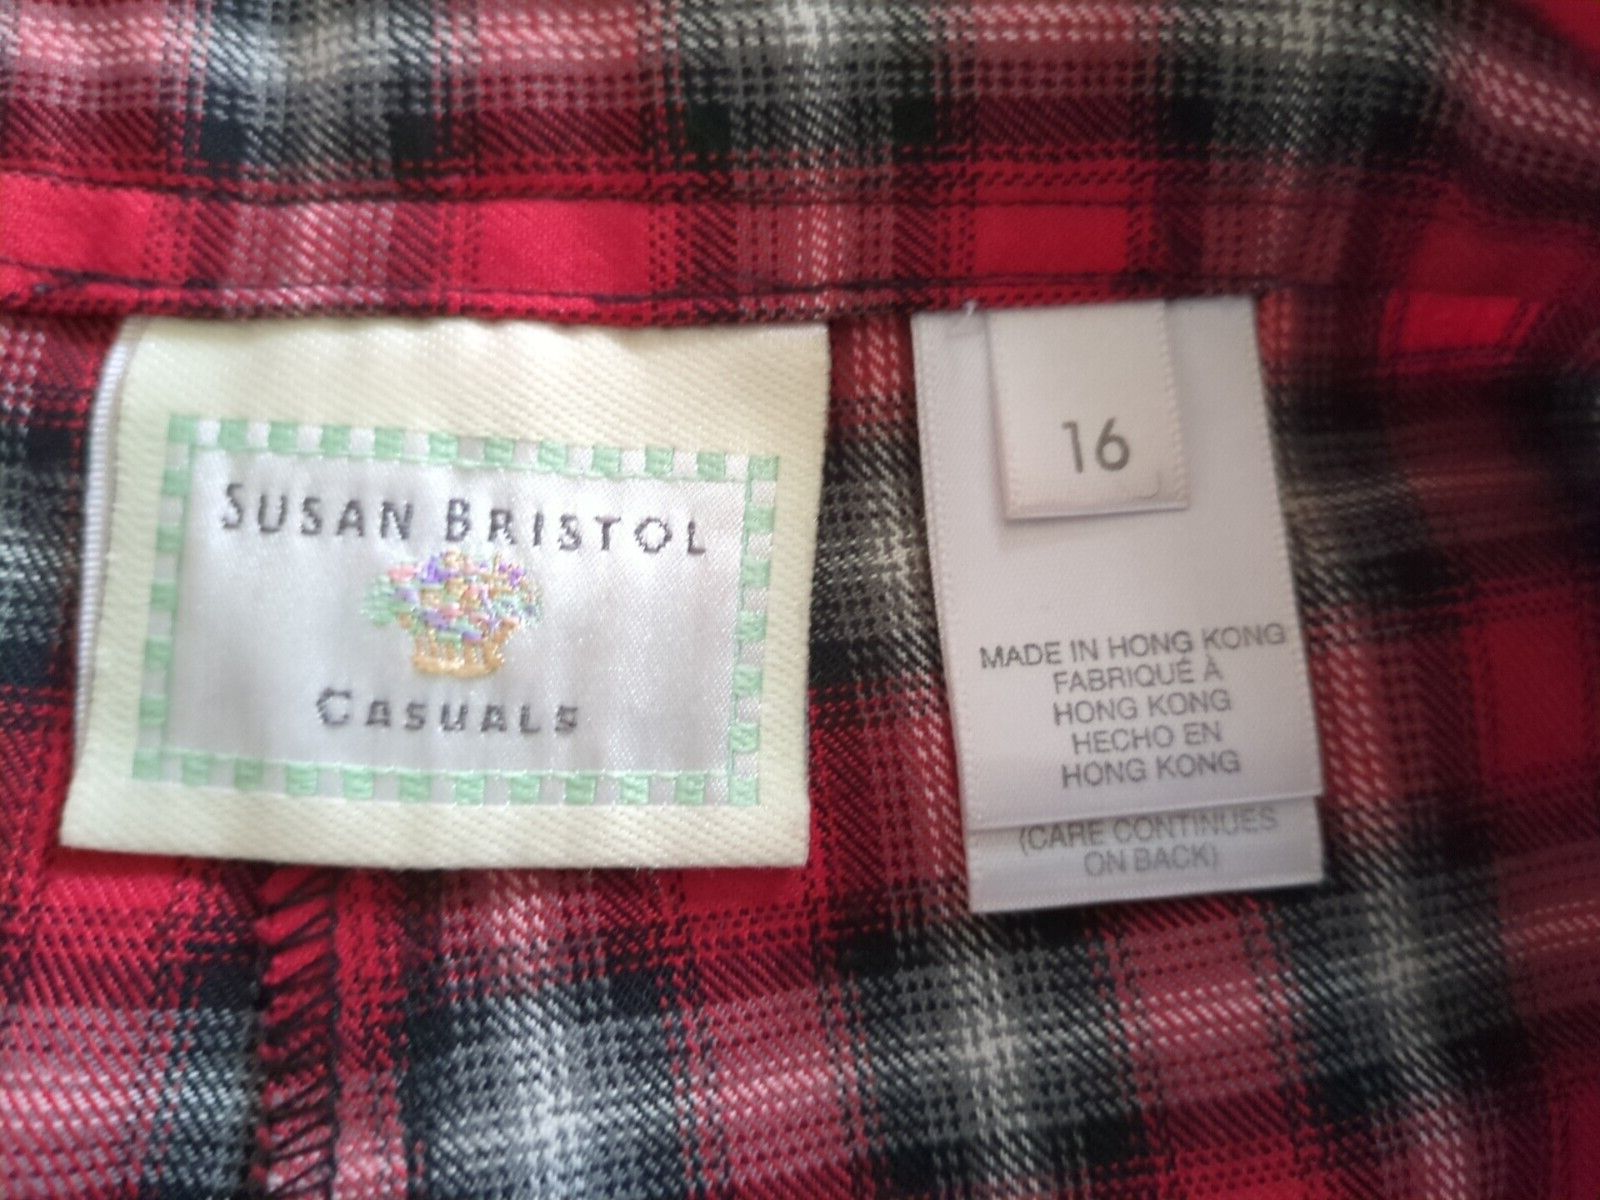 SUSAN BRISTOL
CASUALS
16
MADE IN HONG KONG
FABRIQUÉ À
HONG KONG
HECHO EN
HONG KONG
(CARE CONTINUES
ON BACK)